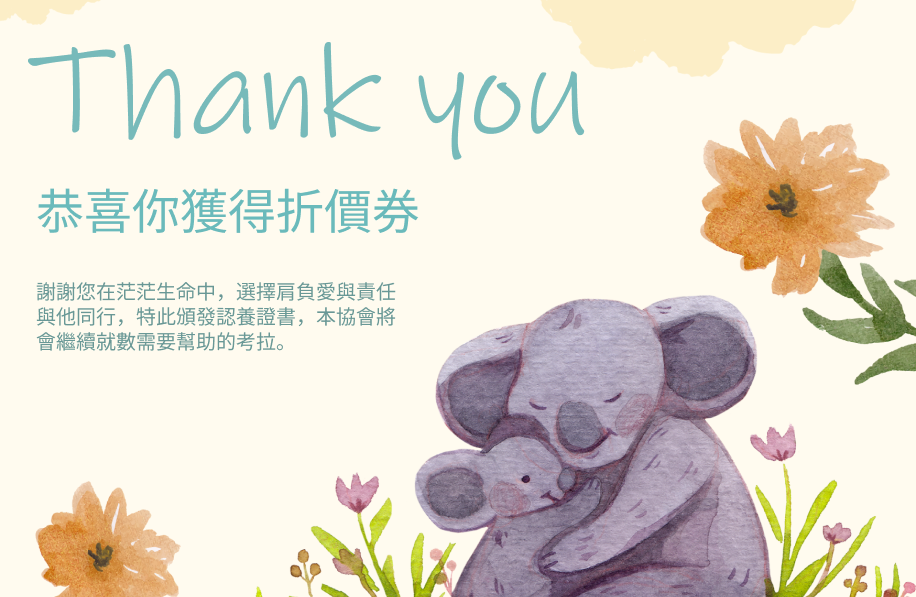 Thank you
恭喜你獲得折價券
謝謝您在茫茫生命中，選擇肩負愛與責任
與他同行，特此頒發認養證書，本協會將
會繼續就數需要幫助的考拉。